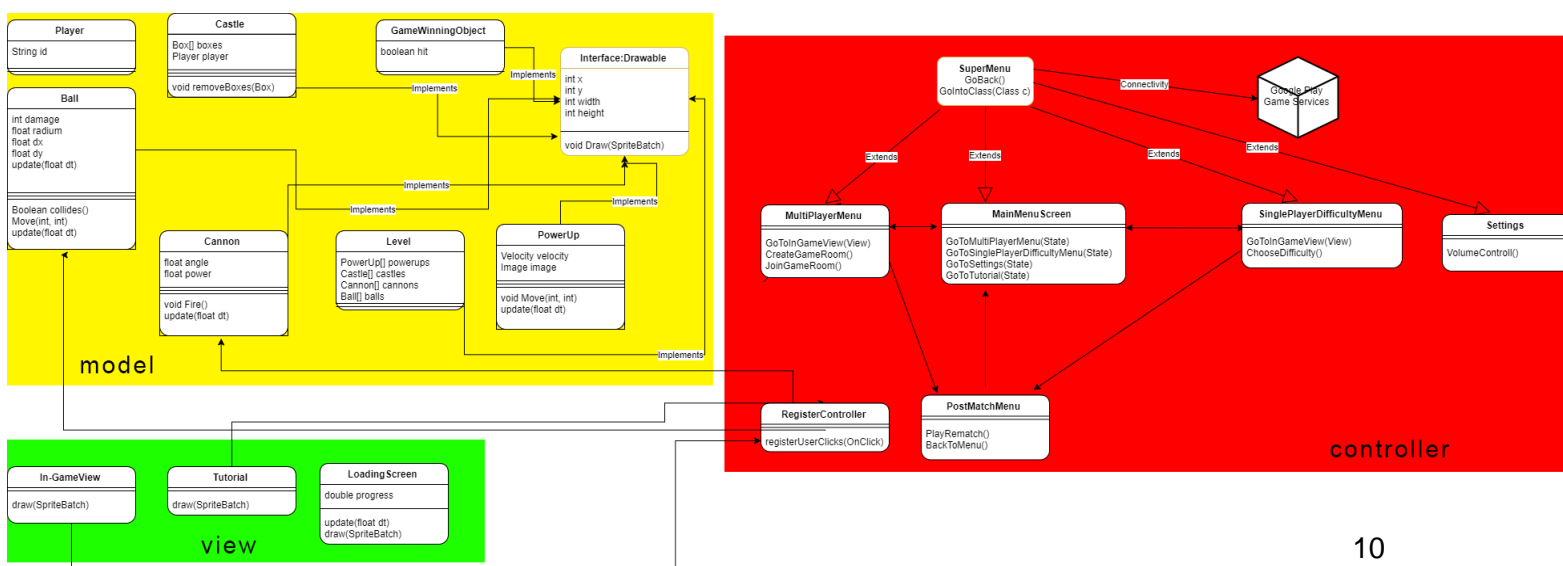 Player
String id
Castle
Box[] boxes
Player player
void removeBoxes(Box)
GameWinningObject
boolean hit
Interface:Drawable
int x
int y
int width
int height
void Draw(SpriteBatch)
Implements
Implements
Ball
int damage
float radium
float dx
float dy
update(float dt)
Boolean collides()
Move(int, int)
update(float dt)
Implements
Implements
Implements
Cannon
float angle
float power
void Fire()
update(float dt)
Level
PowerUp[] powerups
Castle[] castles
Cannon[] cannons
Ball[] balls
PowerUp
Velocity velocity
Image image
void Move(int, int)
update(float dt)
Implements
model
SuperMenu
GoBack()
GoIntoClass(Class c)
Connectivity
Google Play
Game Services
Extends
Extends
Extends
Extends
MultiPlayerMenu
GoToInGameView(View)
CreateGameRoom()
JoinGameRoom()
MainMenuScreen
GoToMultiPlayerMenu(State)
GoToSinglePlayerDifficultyMenu(State)
GoToSettings(State)
GoToTutorial(State)
SinglePlayerDifficultyMenu
GoToInGameView(View)
ChooseDifficulty()
Settings
VolumeControll()
RegisterController
registerUserClicks(OnClick)
PostMatchMenu
PlayRematch()
BackToMenu()
controller
In-GameView
draw(SpriteBatch)
Tutorial
draw(SpriteBatch)
LoadingScreen
double progress
update(float dt)
draw(SpriteBatch)
view
10